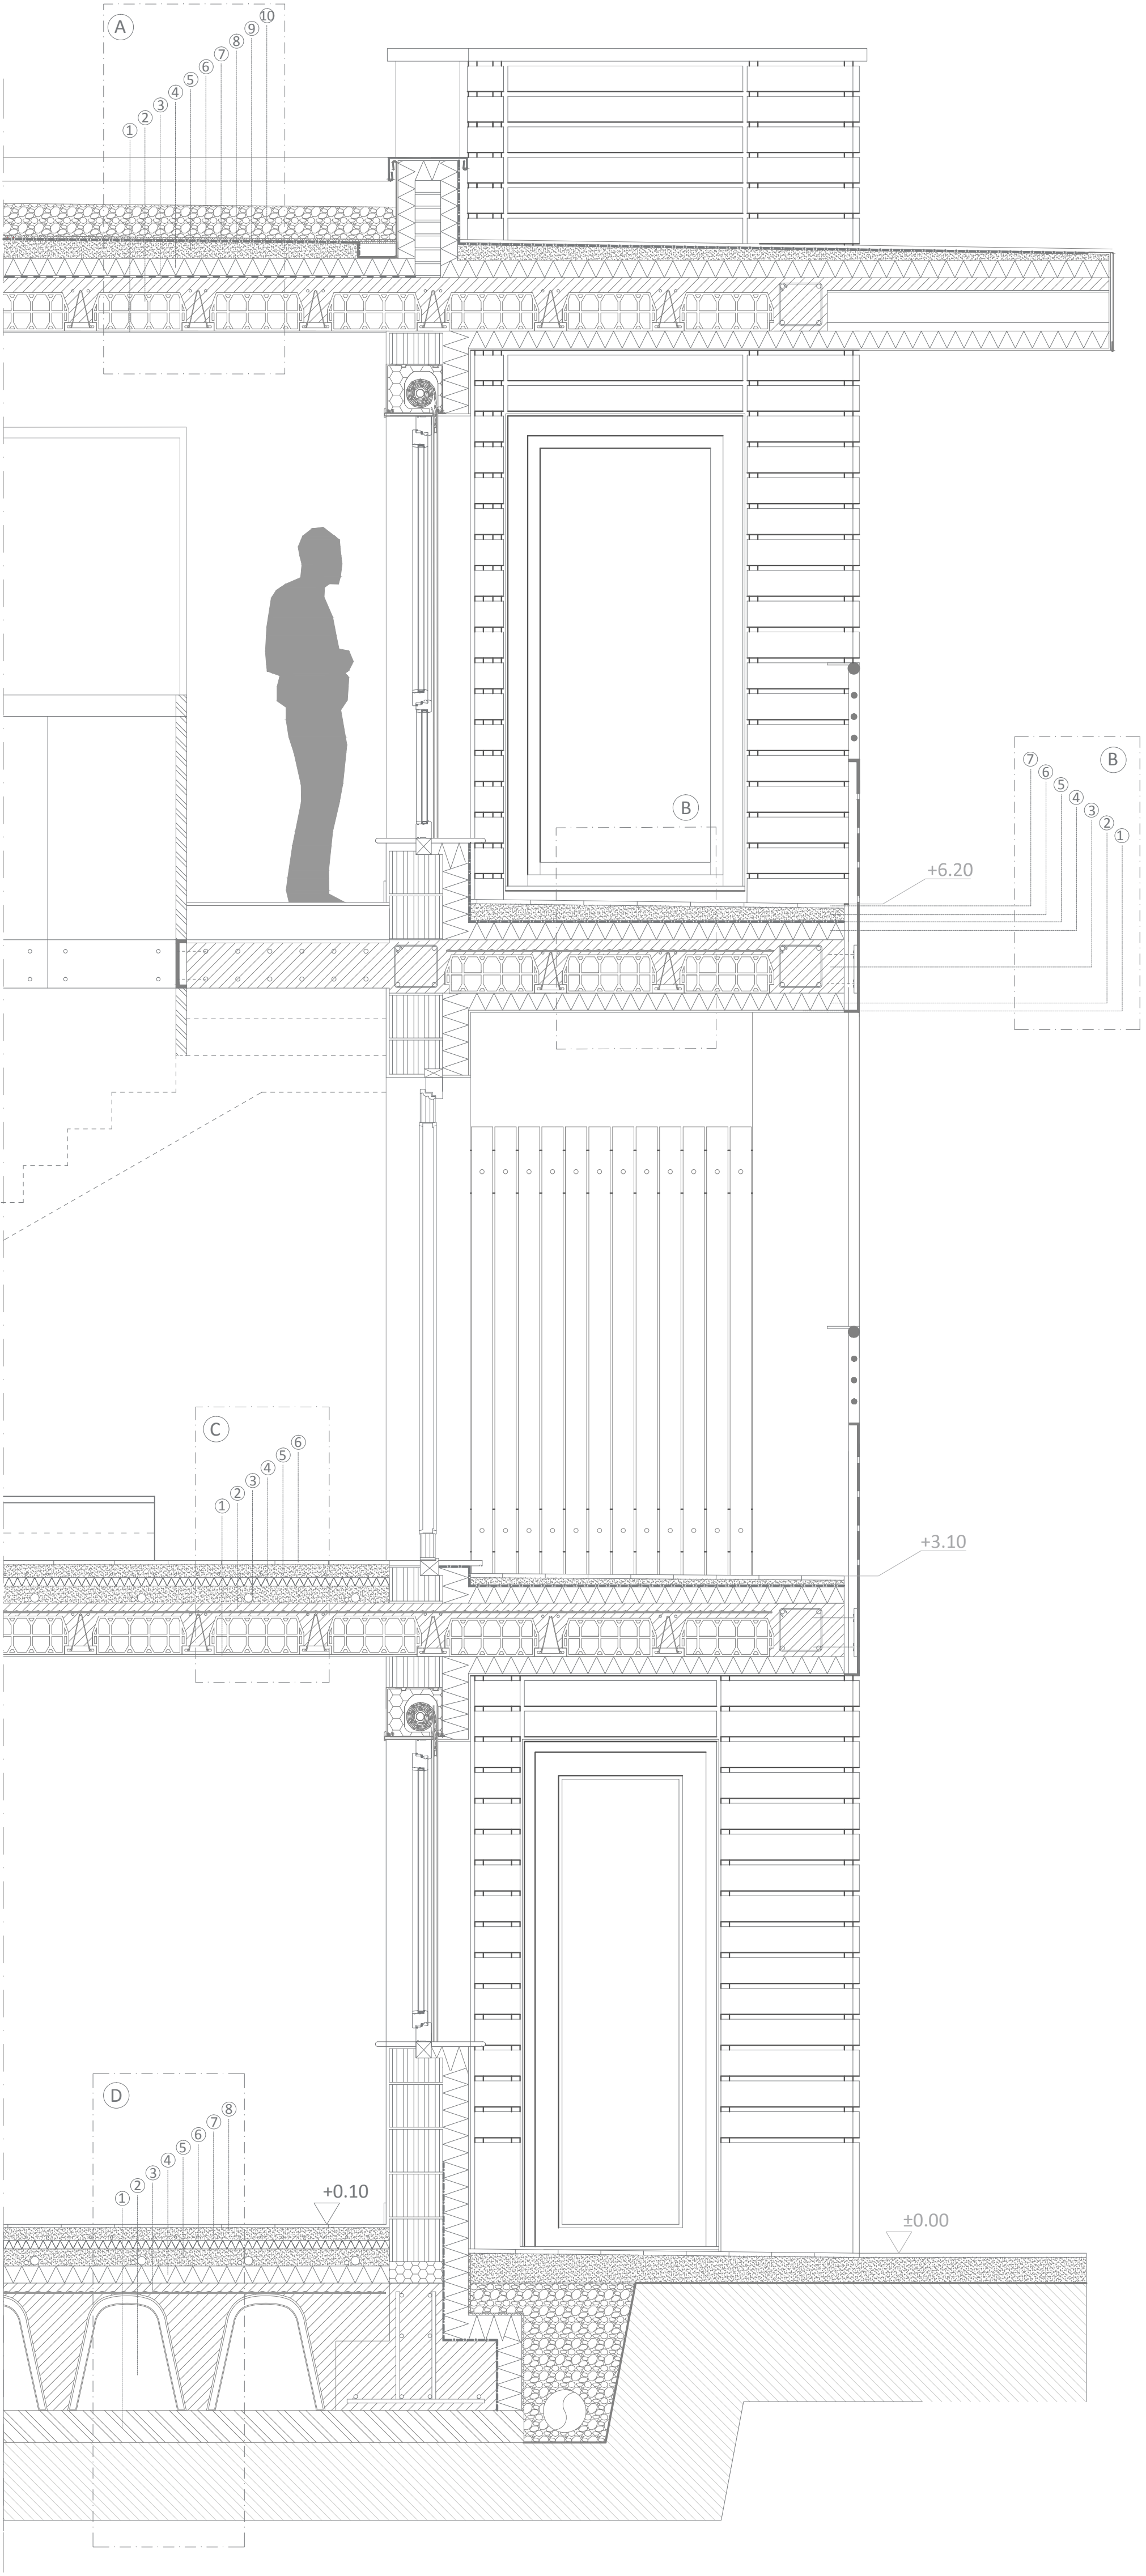 A
① ② ③ ④ ⑤ ⑥ ⑦ ⑧ ⑨ ⑩
B
⑦ ⑥ ⑤ ④ ③ ② ①
B
+6.20
C
① ② ③ ④ ⑤ ⑥
+3.10
D
① ② ③ ④ ⑤ ⑥ ⑦ ⑧
+0.10
±0.00